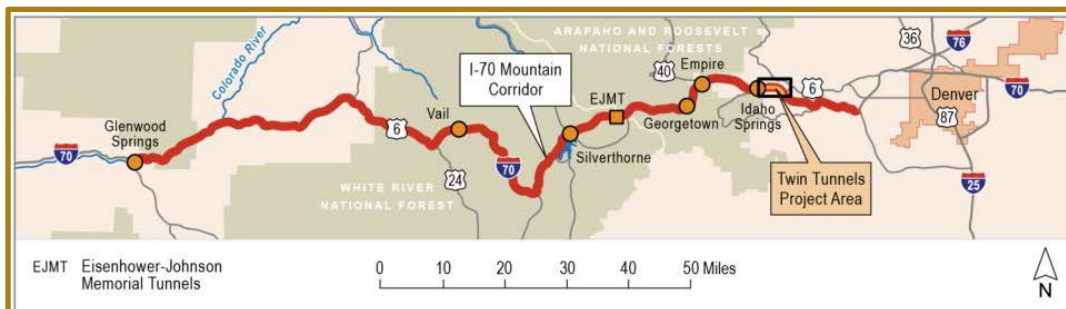 ARAPAHO AND ROOSEVELT
NATIONAL FORESTS
36
76
Colorado River
I-70 Mountain
Corridor
40
Empire
EJMT
6
Denver
70
Glenwood
Springs
Vail
6
Georgetown
Idaho
Springs
87
70
Silverthorne
70
24
WHITE RIVER
NATIONAL FOREST
Twin Tunnels
Project Area
25
EJMT Eisenhower-Johnson
Memorial Tunnels
0 10 20 30 40 50 Miles
N